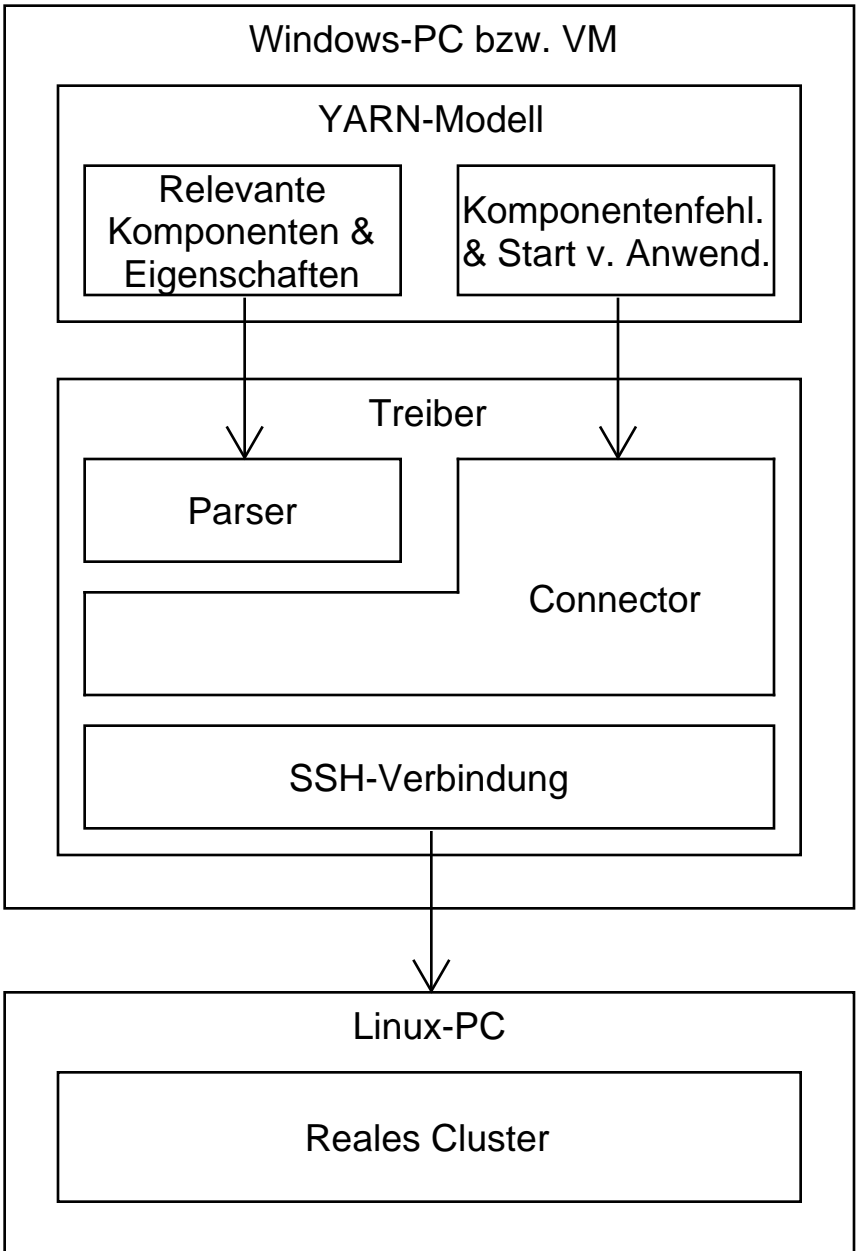 Windows-PC bzw. VM
YARN-Modell
Relevante
Komponenten &
Eigenschaften
Komponentenfehl.
& Start v. Anwend.
Treiber
Parser
Connector
SSH-Verbindung
Linux-PC
Reales Cluster